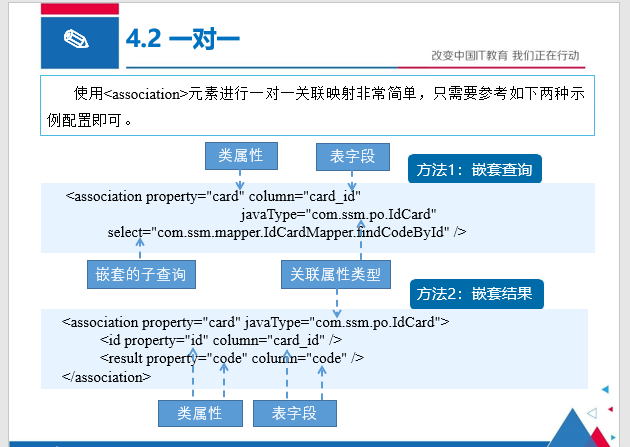 4.2 一对一
改变中国IT教育 我们正在行动
使用<association>元素进行一对一关联映射非常简单，只需要参考如下两种示
例配置即可。
类属性
表字段
方法1：嵌套查询
<association property="card" column="card_id"
javaType="com.ssm.po.IdCard"
select="com.ssm.mapper.IdCardMapper.findCodeById" />
嵌套的子查询
关联属性类型
方法2：嵌套结果
<association property="card" javaType="com.ssm.po.IdCard">
<id property="id" column="card_id" />
<result property="code" column="code" />
</association>
类属性
表字段